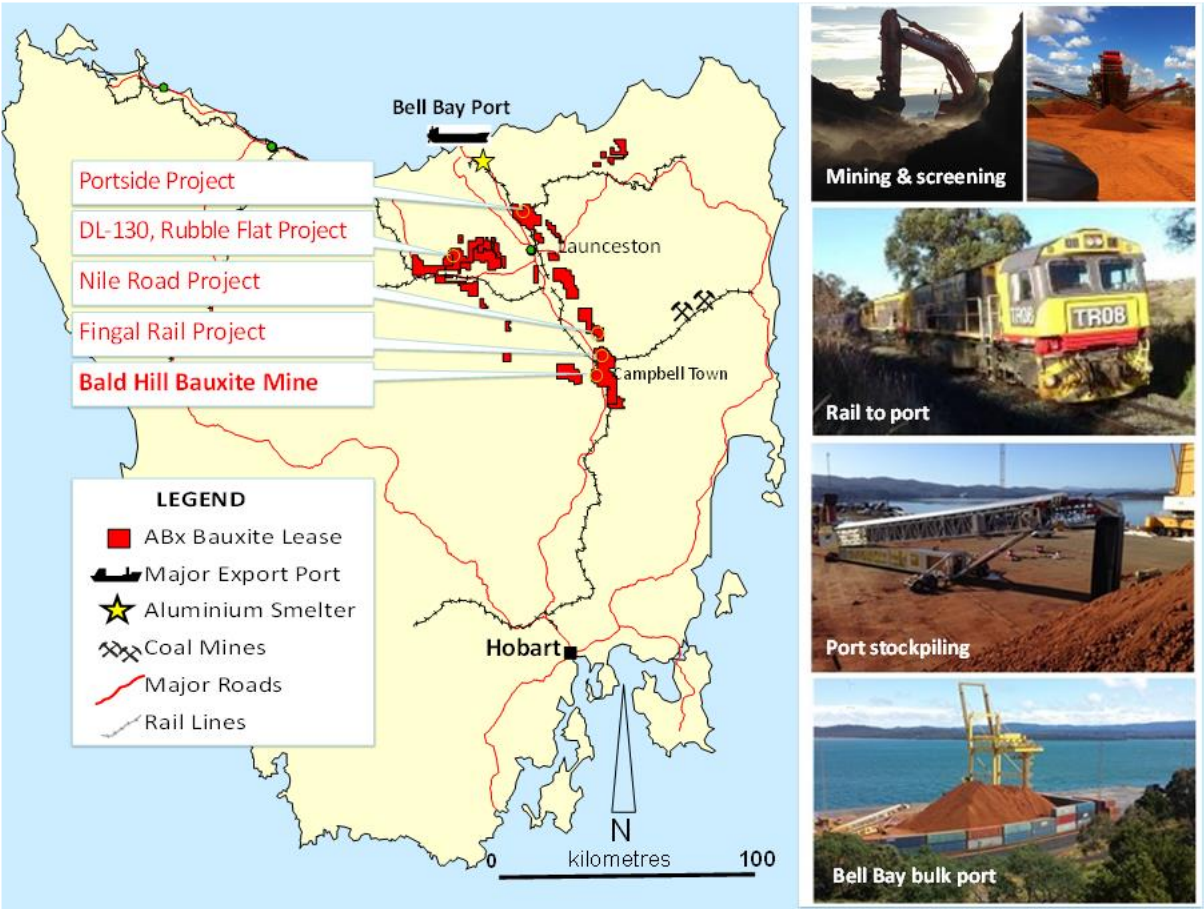 Bell Bay Port
Portside Project
DL-130, Rubble Flat Project
Launceston
Nile Road Project
Fingal Rail Project
Bald Hill Bauxite Mine
Campbell Town
LEGEND
ABx Bauxite Lease
Major Export Port
Aluminium Smelter
Coal Mines
Major Roads
Rail Lines
Hobart
N
0 kilometres 100
Mining & screening
TR08
TR08
Rail to port
Port stockpiling
Bell Bay bulk port